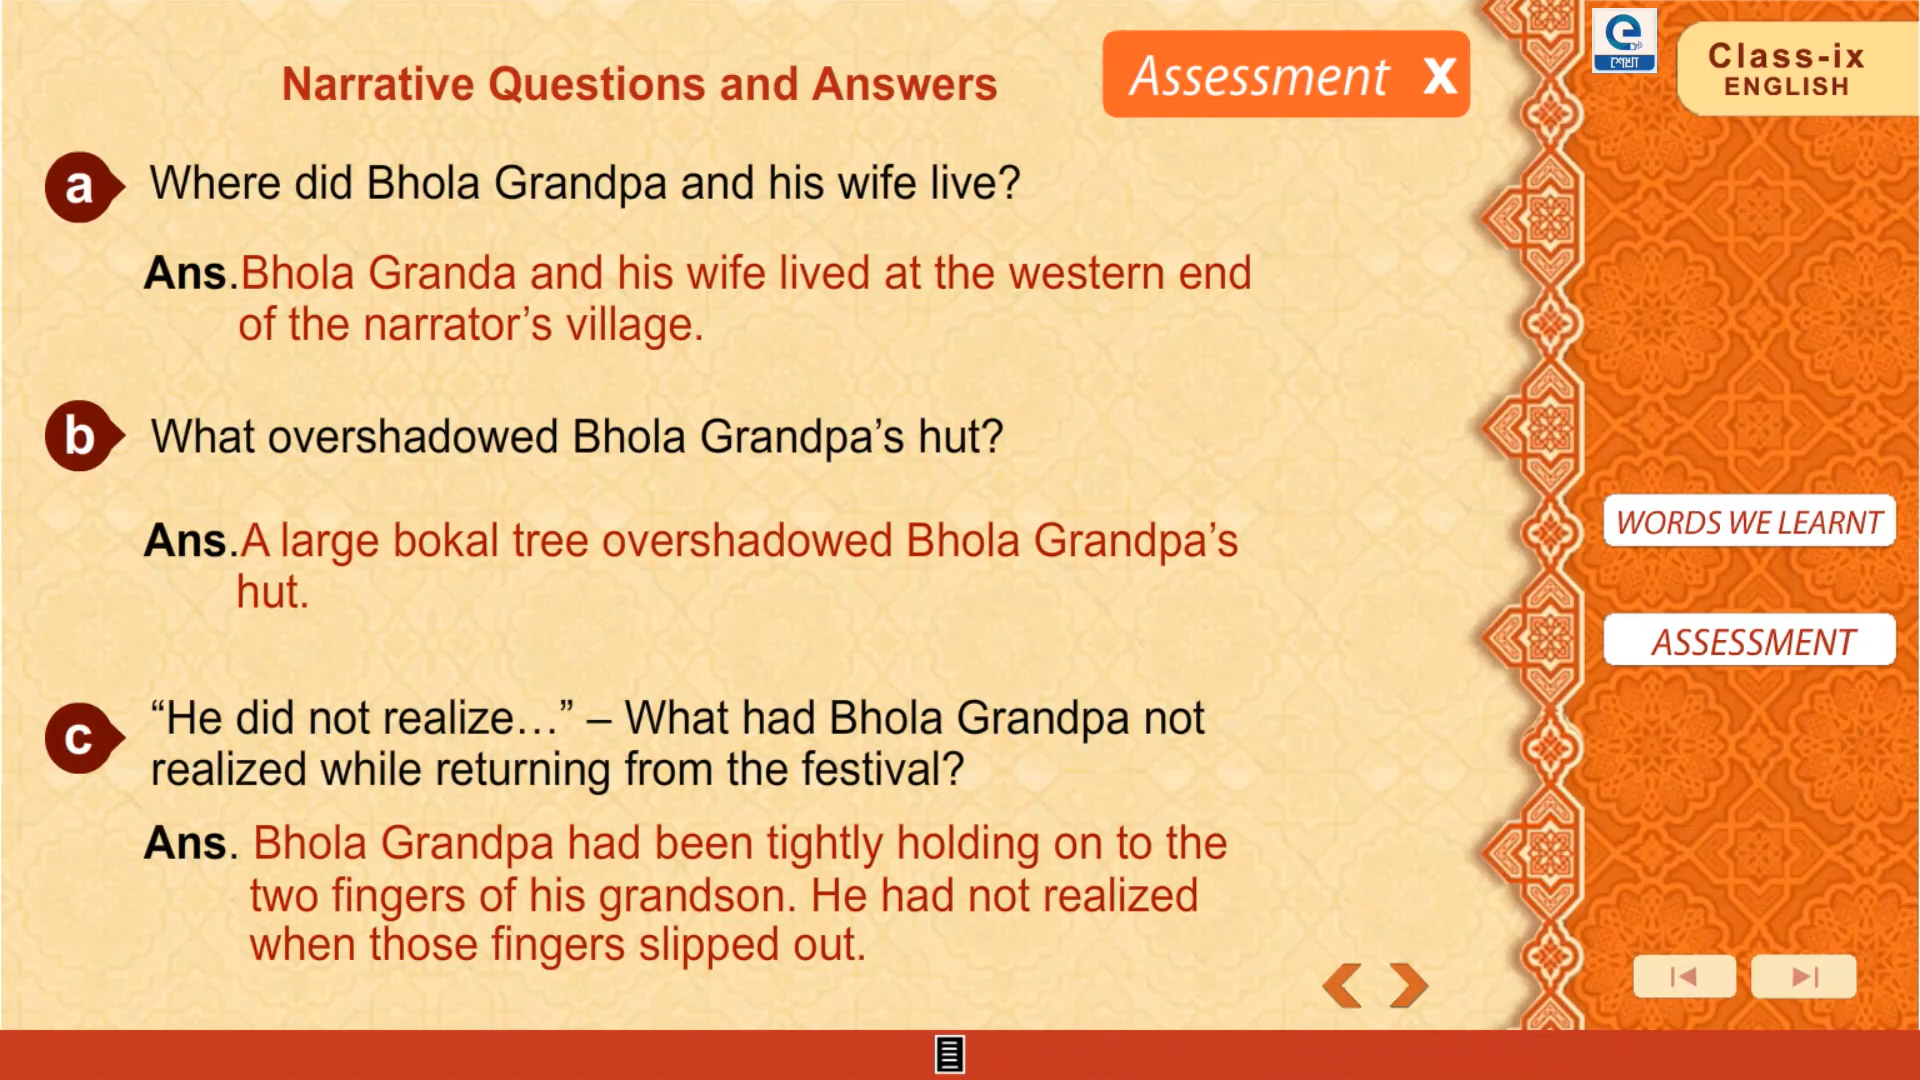 Narrative Questions and Answers
Assessment X
Class-ix
ENGLISH
e
শেখা
a Where did Bhola Grandpa and his wife live?
Ans.Bhola Granda and his wife lived at the western end
of the narrator’s village.
b What overshadowed Bhola Grandpa’s hut?
Ans.A large bokal tree overshadowed Bhola Grandpa’s
hut.
c “He did not realize…” – What had Bhola Grandpa not
realized while returning from the festival?
Ans. Bhola Grandpa had been tightly holding on to the
two fingers of his grandson. He had not realized
when those fingers slipped out.
WORDS WE LEARNT
ASSESSMENT